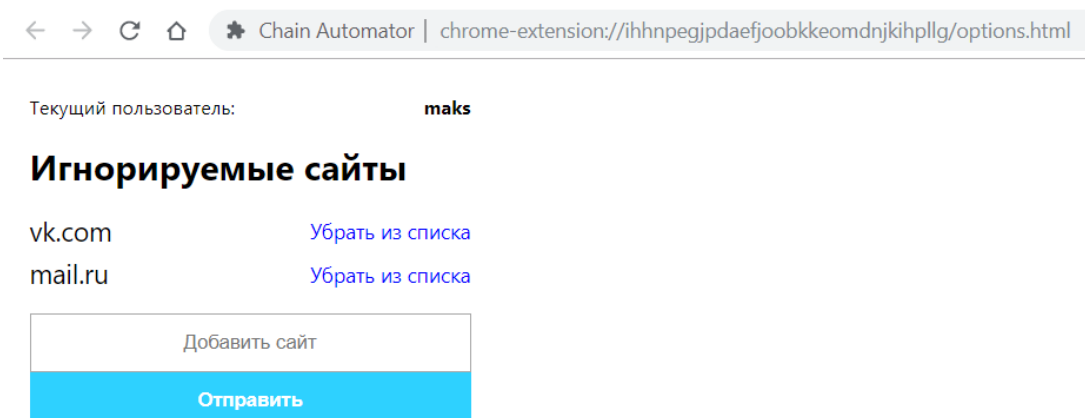 Chain Automator | chrome-extension://ihhnpegjpdaefjoobkkeomdnjkihpllg/options.html
Текущий пользователь: maks
Игнорируемые сайты
vk.com Убрать из списка
mail.ru Убрать из списка
Добавить сайт
Отправить